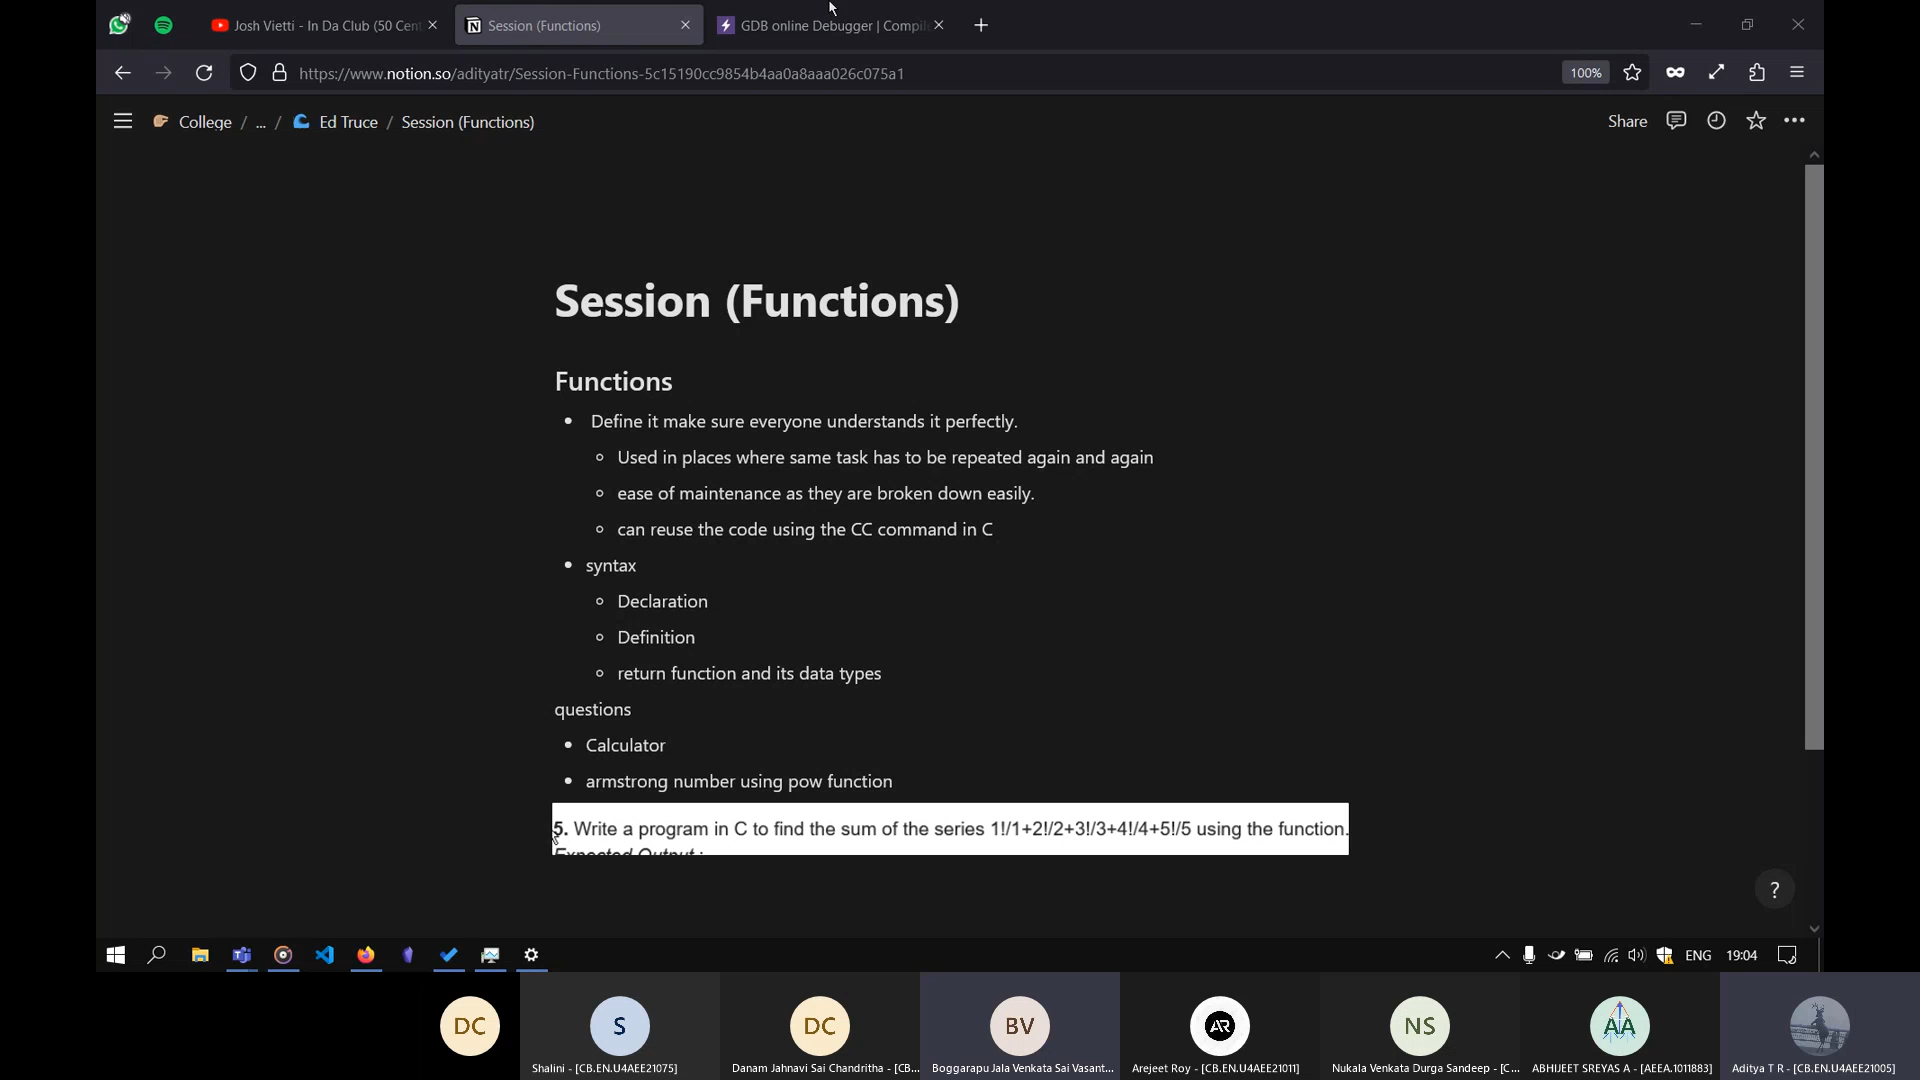 Josh Vietti - In Da Club (50 Cen
Session (Functions)
GDB online Debugger | Compile
https://www.notion.so/adityatr/Session-Functions-5c15190cc9854b4aa0a8aaa026c075a1
100%
College / ... / Ed Truce / Session (Functions)
Share
Session (Functions)
Functions
• Define it make sure everyone understands it perfectly.
◦ Used in places where same task has to be repeated again and again
◦ ease of maintenance as they are broken down easily.
◦ can reuse the code using the CC command in C
• syntax
◦ Declaration
◦ Definition
◦ return function and its data types
questions
• Calculator
• armstrong number using pow function
5. Write a program in C to find the sum of the series 1!/1+2!/2+3!/3+4!/4+5!/5 using the function.
Expected Output :
?
ENG 19:04
DC S DC BV AR NS AA
Shalini - [CB.EN.U4AEE21075]
Danam Jahnavi Sai Chandritha - [CB...
Boggarapu Jala Venkata Sai Vasant...
Arejeet Roy - [CB.EN.U4AEE21011]
Nukala Venkata Durga Sandeep - [C...
ABHIJEET SREYAS A - [AEEA.1011883]
Aditya T R - [CB.EN.U4AEE21005]